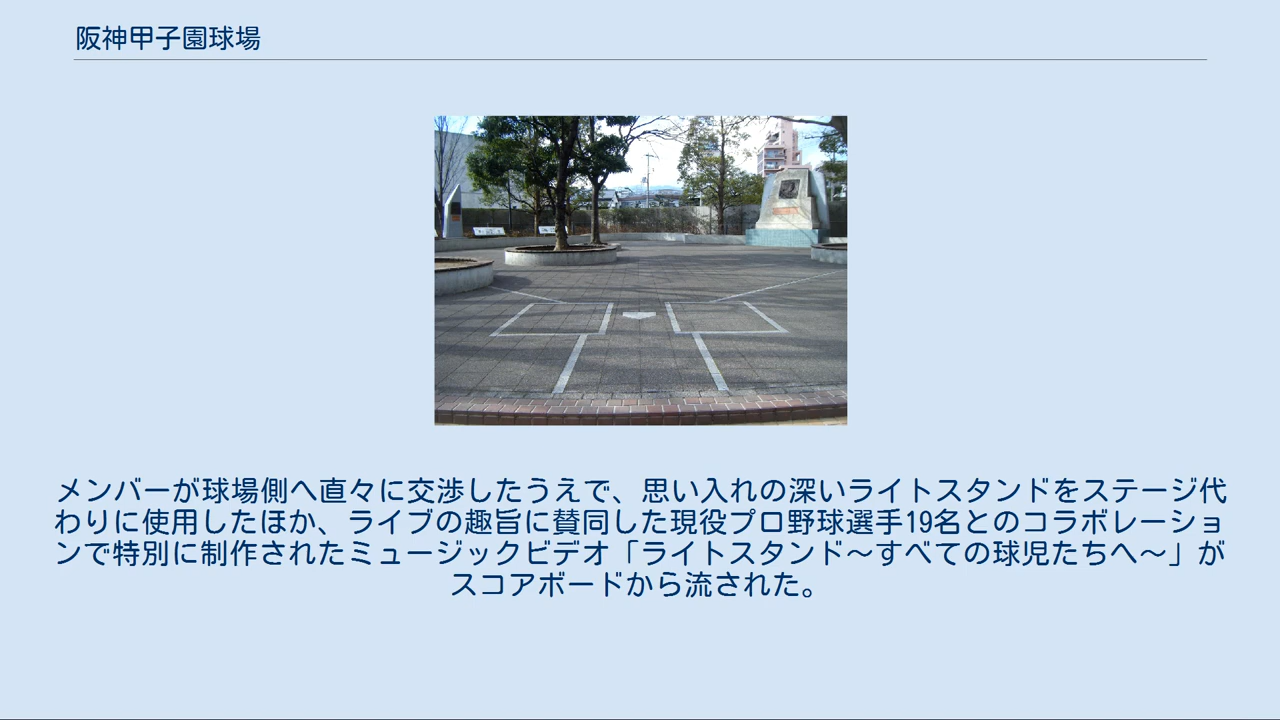 阪神甲子園球場
メンバーが球場側へ直々に交渉したうえで、思い入れの深いライトスタンドをステージ代
わりに使用したほか、ライブの趣旨に賛同した現役プロ野球選手19名とのコラボレーショ
ンで特別に制作されたミュージックビデオ「ライトスタンド〜すべての球児たちへ〜」が
スコアボードから流された。